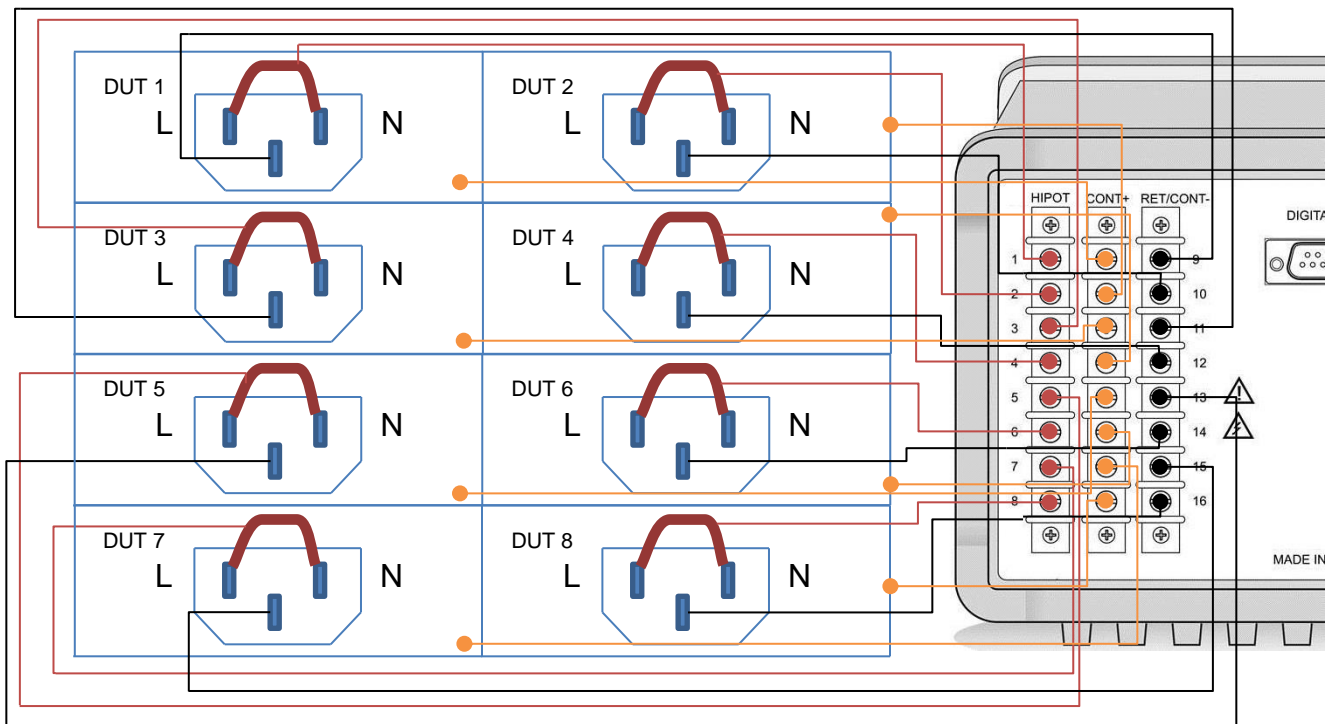 DUT 1
L
N
DUT 2
L
N
DUT 3
L
N
DUT 4
L
N
DUT 5
L
N
DUT 6
L
N
DUT 7
L
N
DUT 8
L
N
HIPOT CONT+ RET/CONT-
1 9
2 10
3 11
4 12
5 13
6 14
7 15
8 16
DIGITA
MADE IN